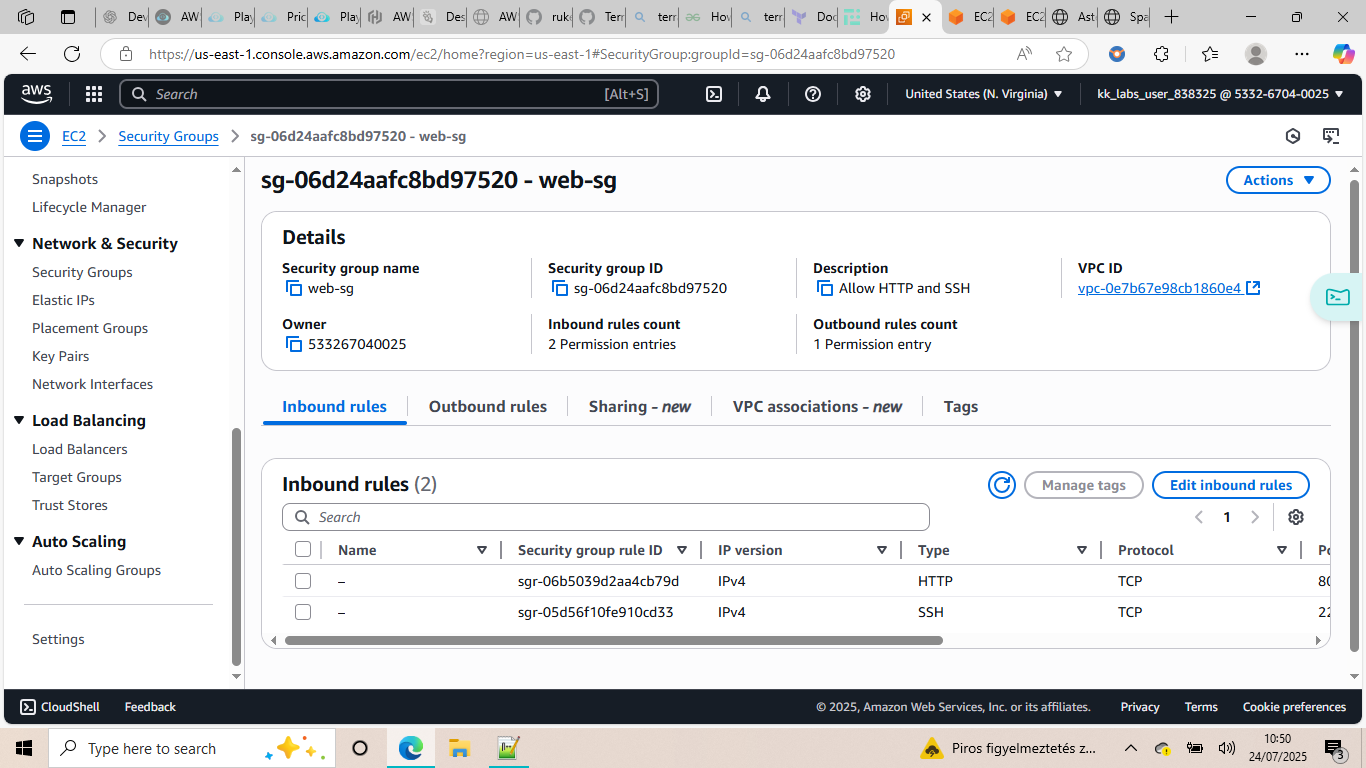 Dev
AW
Play
Pric
Play
AW
Des
AW
ruk
Terr
terr
Hov
terr
Doc
Hov
EC2
EC2
Ast
Spa
https://us-east-1.console.aws.amazon.com/ec2/home?region=us-east-1#SecurityGroup:groupId=sg-06d24aafc8bd97520
aws
Search
[Alt+S]
United States (N. Virginia)
kk_labs_user_838325 @ 5332-6704-0025
EC2
Security Groups
sg-06d24aafc8bd97520 - web-sg
Snapshots
Lifecycle Manager
Network & Security
Security Groups
Elastic IPs
Placement Groups
Key Pairs
Network Interfaces
Load Balancing
Load Balancers
Target Groups
Trust Stores
Auto Scaling
Auto Scaling Groups
Settings
sg-06d24aafc8bd97520 - web-sg
Actions
Details
Security group name
web-sg
Security group ID
sg-06d24aafc8bd97520
Description
Allow HTTP and SSH
VPC ID
vpc-0e7b67e98cb1860e4
Owner
533267040025
Inbound rules count
2 Permission entries
Outbound rules count
1 Permission entry
Inbound rules
Outbound rules
Sharing - new
VPC associations - new
Tags
Inbound rules (2)
Manage tags
Edit inbound rules
Search
1
Name Security group rule ID IP version Type Protocol Po
– sgr-06b5039d2aa4cb79d IPv4 HTTP TCP 80
– sgr-05d56f10fe910cd33 IPv4 SSH TCP 22
CloudShell
Feedback
© 2025, Amazon Web Services, Inc. or its affiliates.
Privacy
Terms
Cookie preferences
Type here to search
Piros figyelmeztetés z...
10:50
24/07/2025
3